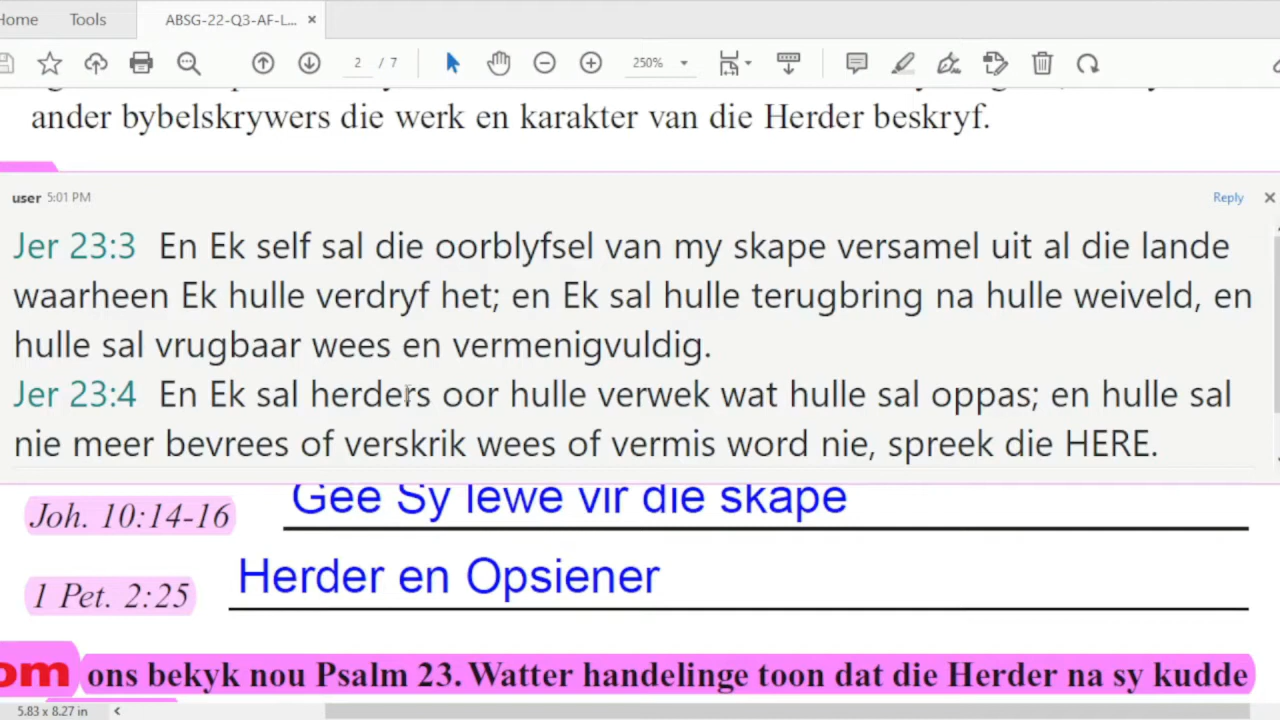 Home Tools ABSG-22-Q3-AF-L... ×
2 / 7 250%
ander bybelskrywers die werk en karakter van die Herder beskryf.
user 5:01 PM Reply ×
Jer 23:3 En Ek self sal die oorblyfsel van my skape versamel uit al die lande
waarheen Ek hulle verdryf het; en Ek sal hulle terugbring na hulle weiveld, en
hulle sal vrugbaar wees en vermenigvuldig.
Jer 23:4 En Ek sal herders oor hulle verwek wat hulle sal oppas; en hulle sal
nie meer bevrees of verskrik wees of vermis word nie, spreek die HERE.
Joh. 10:14-16 Gee Sy lewe vir die skape
1 Pet. 2:25 Herder en Opsiener
om ons bekyk nou Psalm 23. Watter handelinge toon dat die Herder na sy kudde
5.83 x 8.27 in